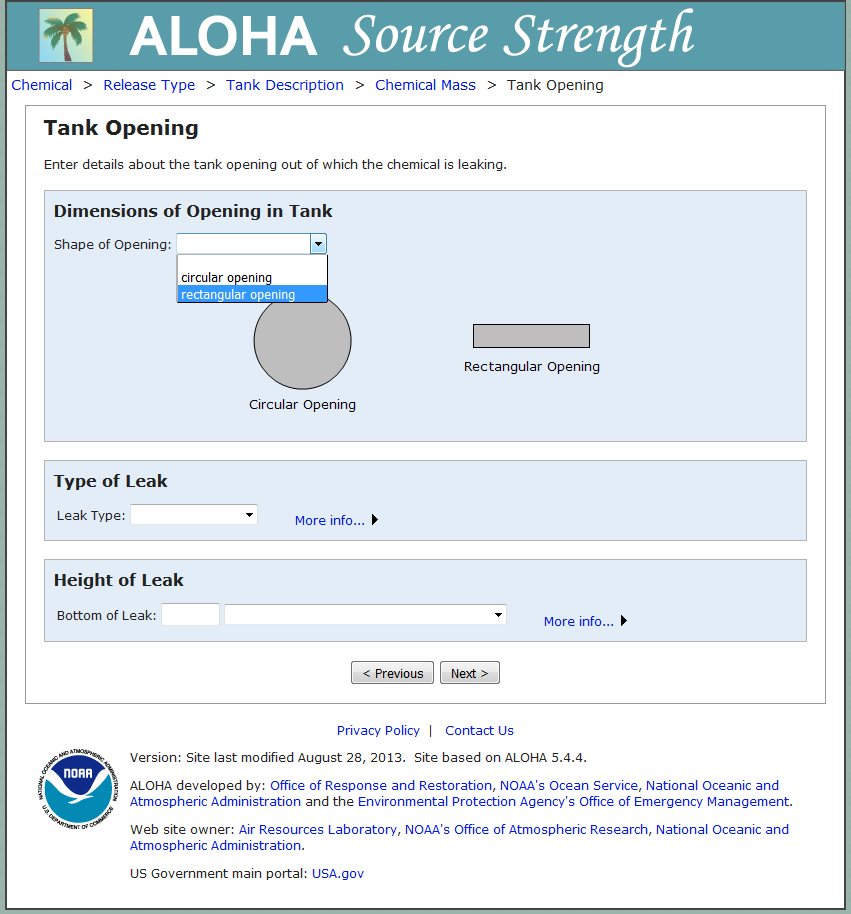 ALOHA Source Strength
Chemical > Release Type > Tank Description > Chemical Mass > Tank Opening
Tank Opening
Enter details about the tank opening out of which the chemical is leaking.
Dimensions of Opening in Tank
Shape of Opening:
circular opening
rectangular opening
Rectangular Opening
Circular Opening
Type of Leak
Leak Type:
More info...
Height of Leak
Bottom of Leak:
More info...
< Previous
Next >
Privacy Policy | Contact Us
NATIONAL OCEANIC AND ATMOSPHERIC ADMINISTRATION
NOAA
U.S. DEPARTMENT OF COMMERCE
Version: Site last modified August 28, 2013. Site based on ALOHA 5.4.4.
ALOHA developed by: Office of Response and Restoration, NOAA's Ocean Service, National Oceanic and
Atmospheric Administration and the Environmental Protection Agency's Office of Emergency Management.
Web site owner: Air Resources Laboratory, NOAA's Office of Atmospheric Research, National Oceanic and
Atmospheric Administration.
US Government main portal: USA.gov